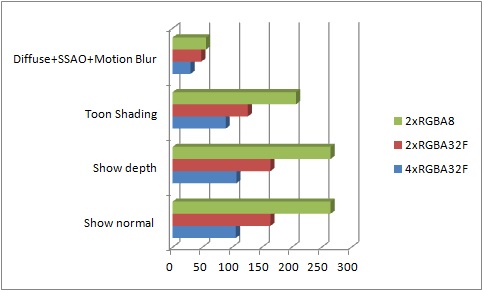 Diffuse+SSAO+Motion Blur
Toon Shading
Show depth
Show normal
2xRGBA8
2xRGBA32F
4xRGBA32F
0 50 100 150 200 250 300